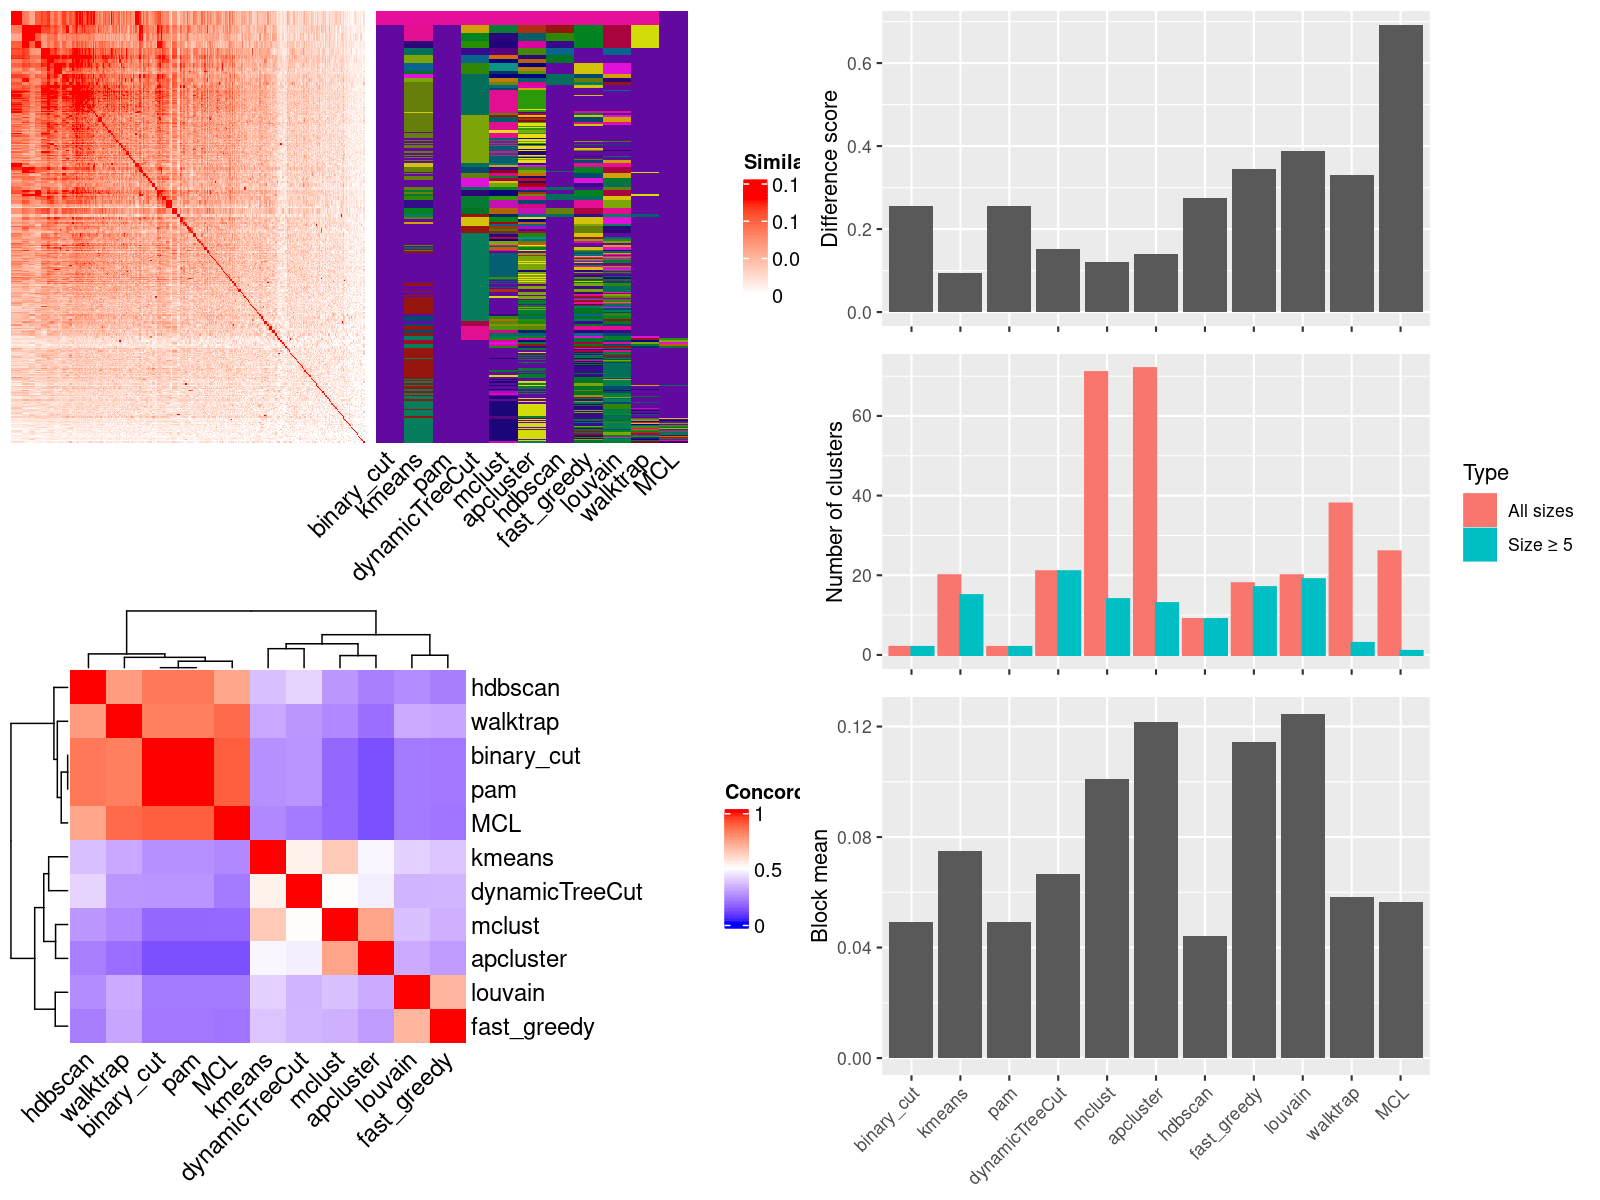 Simila
0.1
0.1
0.0
0
binary_cut
kmeans
pam
dynamicTreeCut
mclust
apcluster
hdbscan
fast_greedy
louvain
walktrap
MCL
hdbscan
walktrap
binary_cut
pam
MCL
kmeans
dynamicTreeCut
mclust
apcluster
louvain
fast_greedy
hdbscan
walktrap
binary_cut
pam
MCL
kmeans
dynamicTreeCut
mclust
apcluster
louvain
fast_greedy
Concord
1
0.5
0
Difference score
0.6
0.4
0.2
0.0
Number of clusters
60
40
20
0
Type
All sizes
Size ≥ 5
Block mean
0.12
0.08
0.04
0.00
binary_cut
kmeans
pam
dynamicTreeCut
mclust
apcluster
hdbscan
fast_greedy
louvain
walktrap
MCL